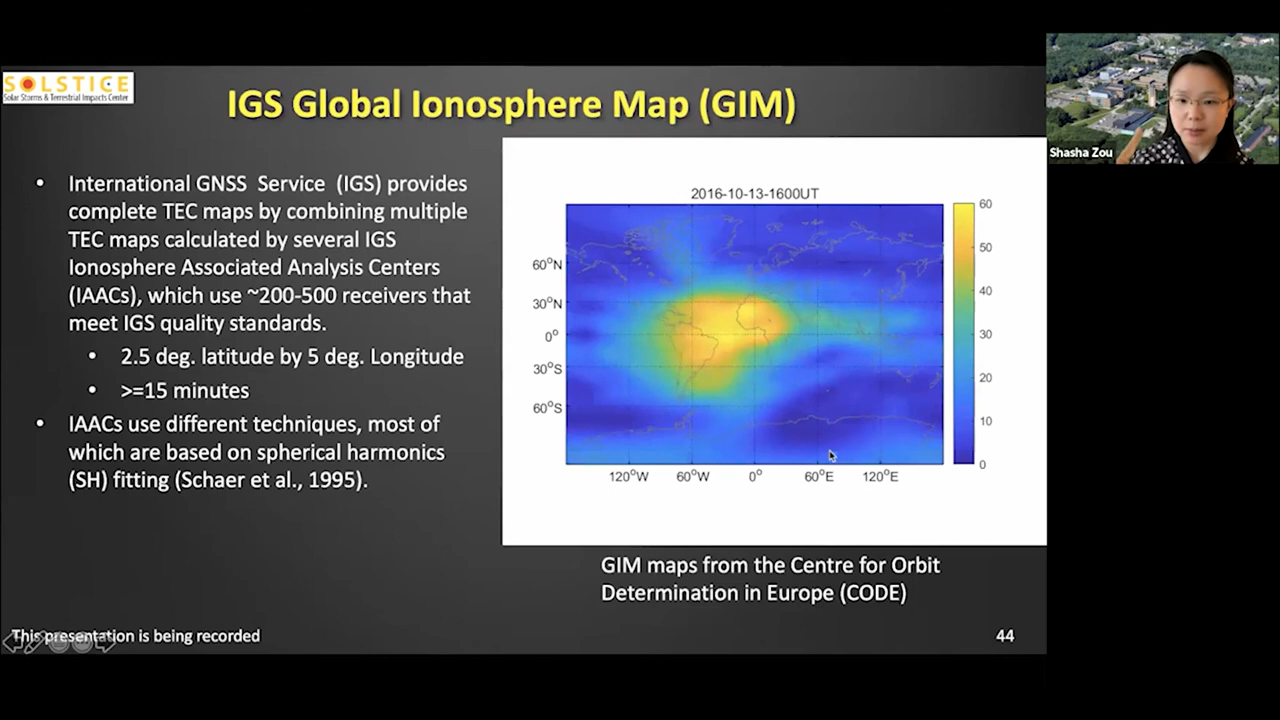 SOLSTICE
Solar Storms & Terrestrial Impacts Center
IGS Global Ionosphere Map (GIM)
• International GNSS Service (IGS) provides
complete TEC maps by combining multiple
TEC maps calculated by several IGS
Ionosphere Associated Analysis Centers
(IAACs), which use ~200-500 receivers that
meet IGS quality standards.
• 2.5 deg. latitude by 5 deg. Longitude
• >=15 minutes
• IAACs use different techniques, most of
which are based on spherical harmonics
(SH) fitting (Schaer et al., 1995).
2016-10-13-1600UT
60°N
30°N
0°
30°S
60°S
120°W 60°W 0° 60°E 120°E
60
50
40
30
20
10
0
GIM maps from the Centre for Orbit
Determination in Europe (CODE)
This presentation is being recorded
44
Shasha Zou